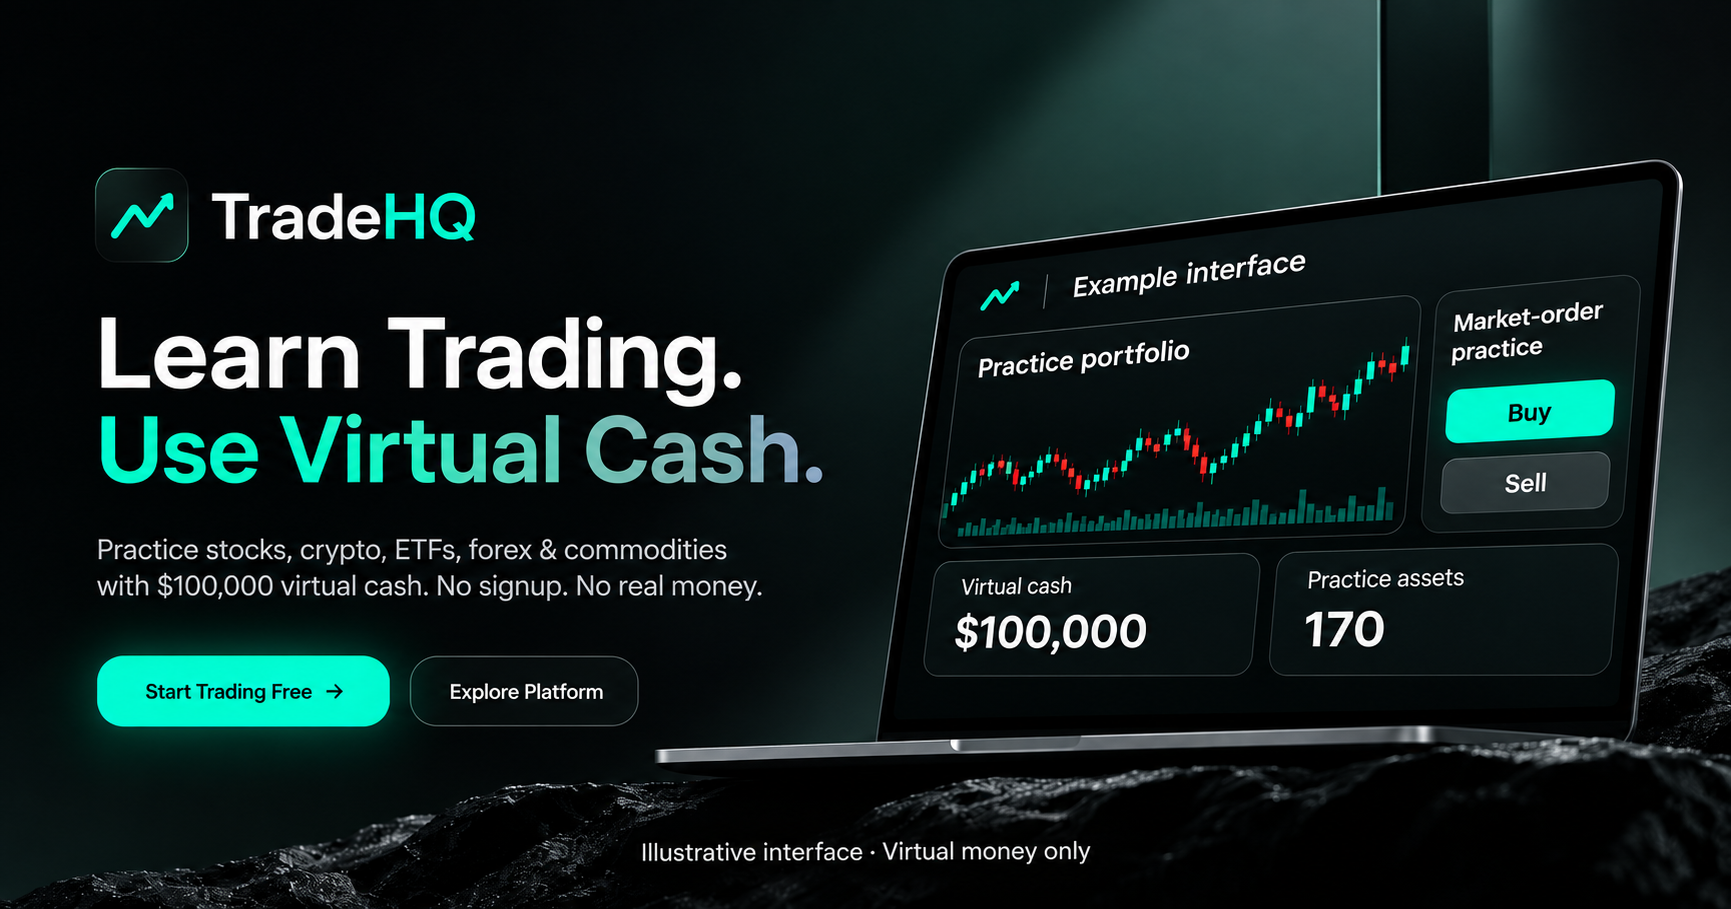 TradeHQ
Learn Trading.
Use Virtual Cash.
Practice stocks, crypto, ETFs, forex & commodities
with $100,000 virtual cash. No signup. No real money.
Start Trading Free →
Explore Platform
Example interface
Practice portfolio
Market-order
practice
Buy
Sell
Virtual cash
$100,000
Practice assets
170
Illustrative interface · Virtual money only